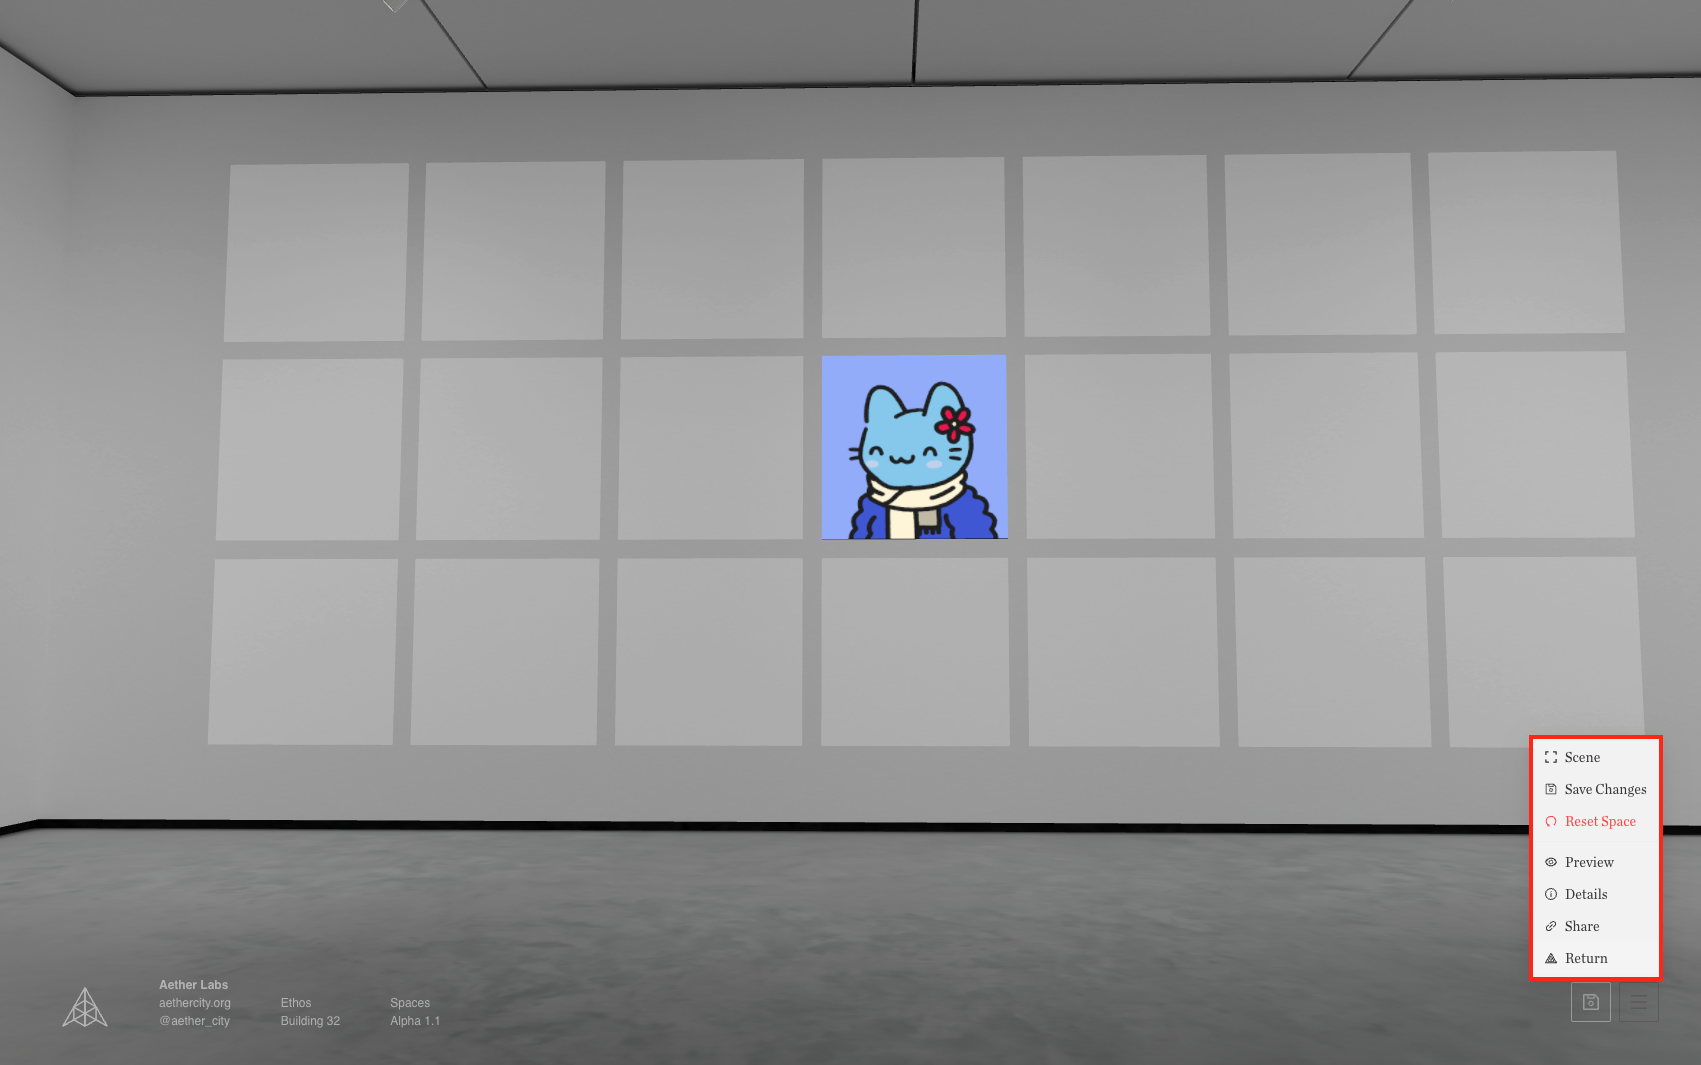 Scene
Save Changes
Reset Space
Preview
Details
Share
Return
Aether Labs
aethercity.org
@aether_city
Ethos
Building 32
Spaces
Alpha 1.1